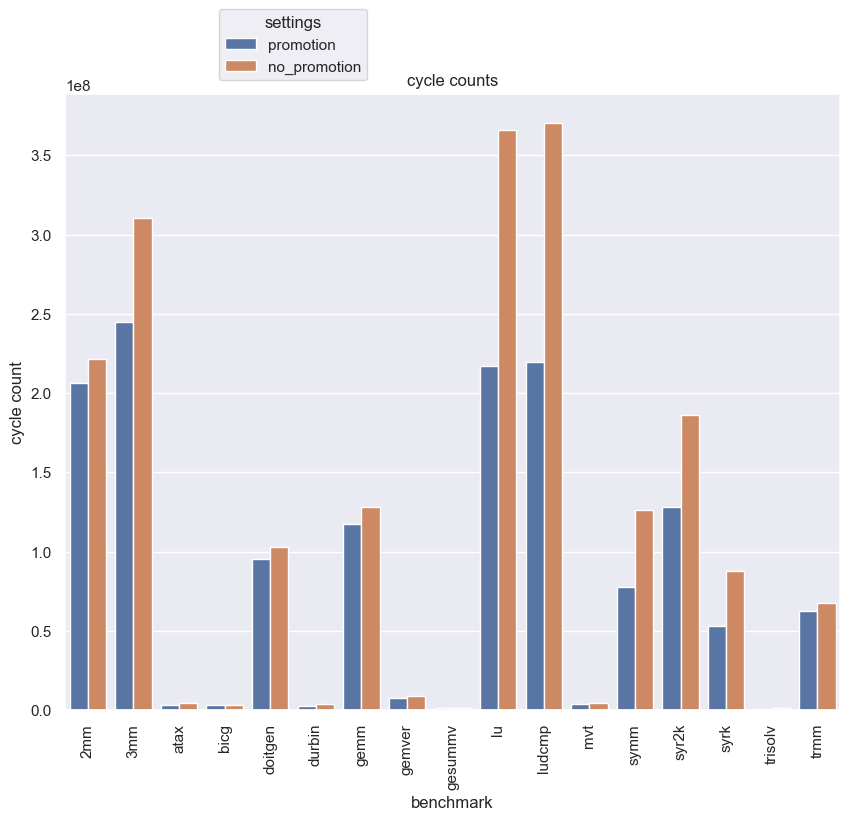 settings
promotion
no_promotion
cycle counts
1e8
3.5
3.0
2.5
2.0
1.5
1.0
0.5
0.0
cycle count
2mm
3mm
atax
bicg
doitgen
durbin
gemm
gemver
gesummv
lu
ludcmp
mvt
symm
syr2k
syrk
trisolv
trmm
benchmark